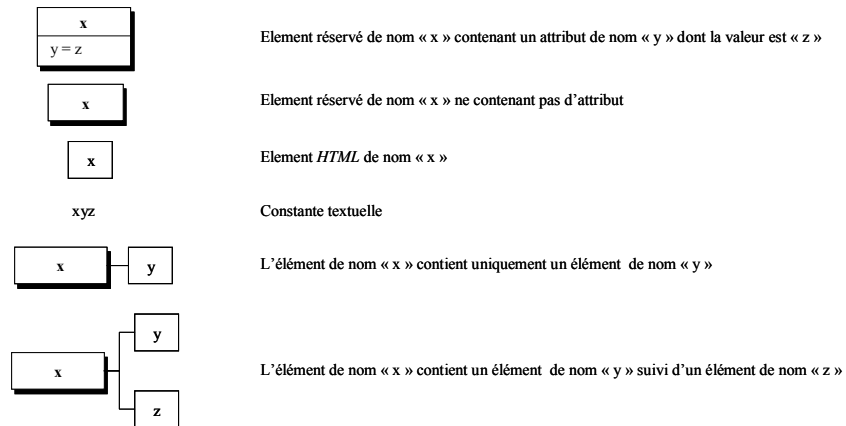 x
y = z
Element réservé de nom « x » contenant un attribut de nom « y » dont la valeur est « z »
x
Element réservé de nom « x » ne contenant pas d’attribut
x
Element HTML de nom « x »
xyz
Constante textuelle
x
y
L’élément de nom « x » contient uniquement un élément de nom « y »
y
x
z
L’élément de nom « x » contient un élément de nom « y » suivi d’un élément de nom « z »